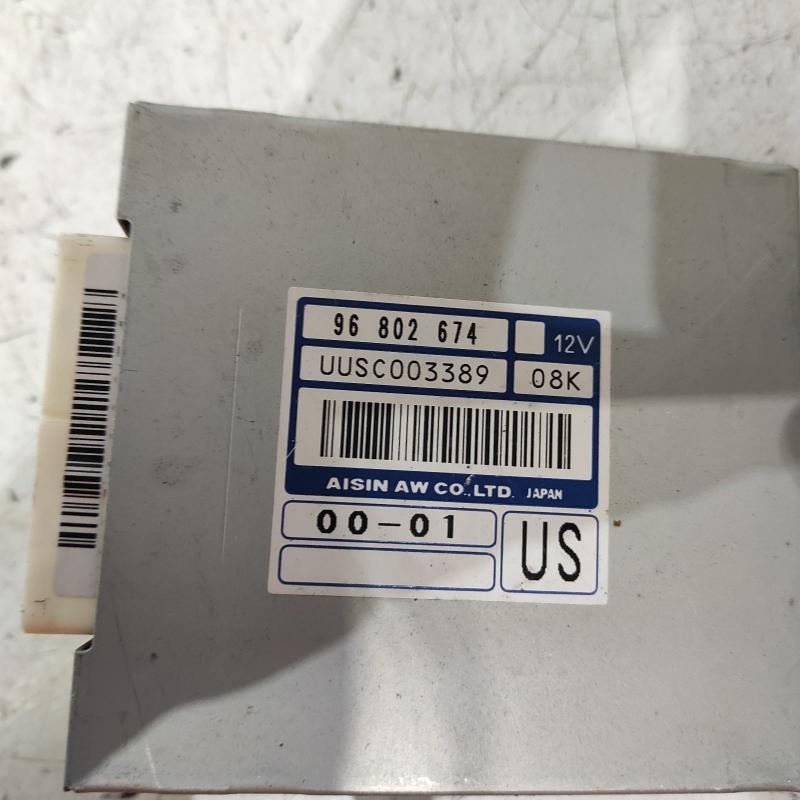 96 802 674
12V
UUSC003389
08K
AISIN AW CO.,LTD. JAPAN
00-01
US